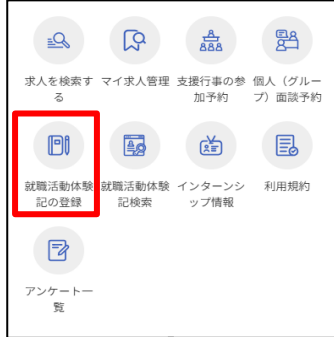 求人を検索す マイ求人管理 支援行事の参 個人（グルー
る 加予約 プ）面談予約
就職活動体験 就職活動体験 インターンシ 利用規約
記の登録 記検索 ップ情報
アンケート一
覧